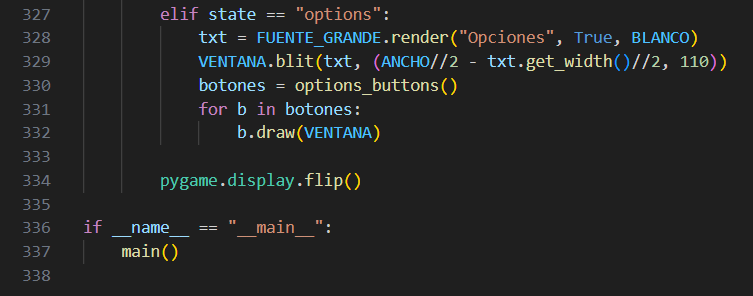 327 elif state == "options":
328 txt = FUENTE_GRANDE.render("Opciones", True, BLANCO)
329 VENTANA.blit(txt, (ANCHO//2 - txt.get_width()//2, 110))
330 botones = options_buttons()
331 for b in botones:
332 b.draw(VENTANA)
333
334 pygame.display.flip()
335
336 if __name__ == "__main__":
337 main()
338